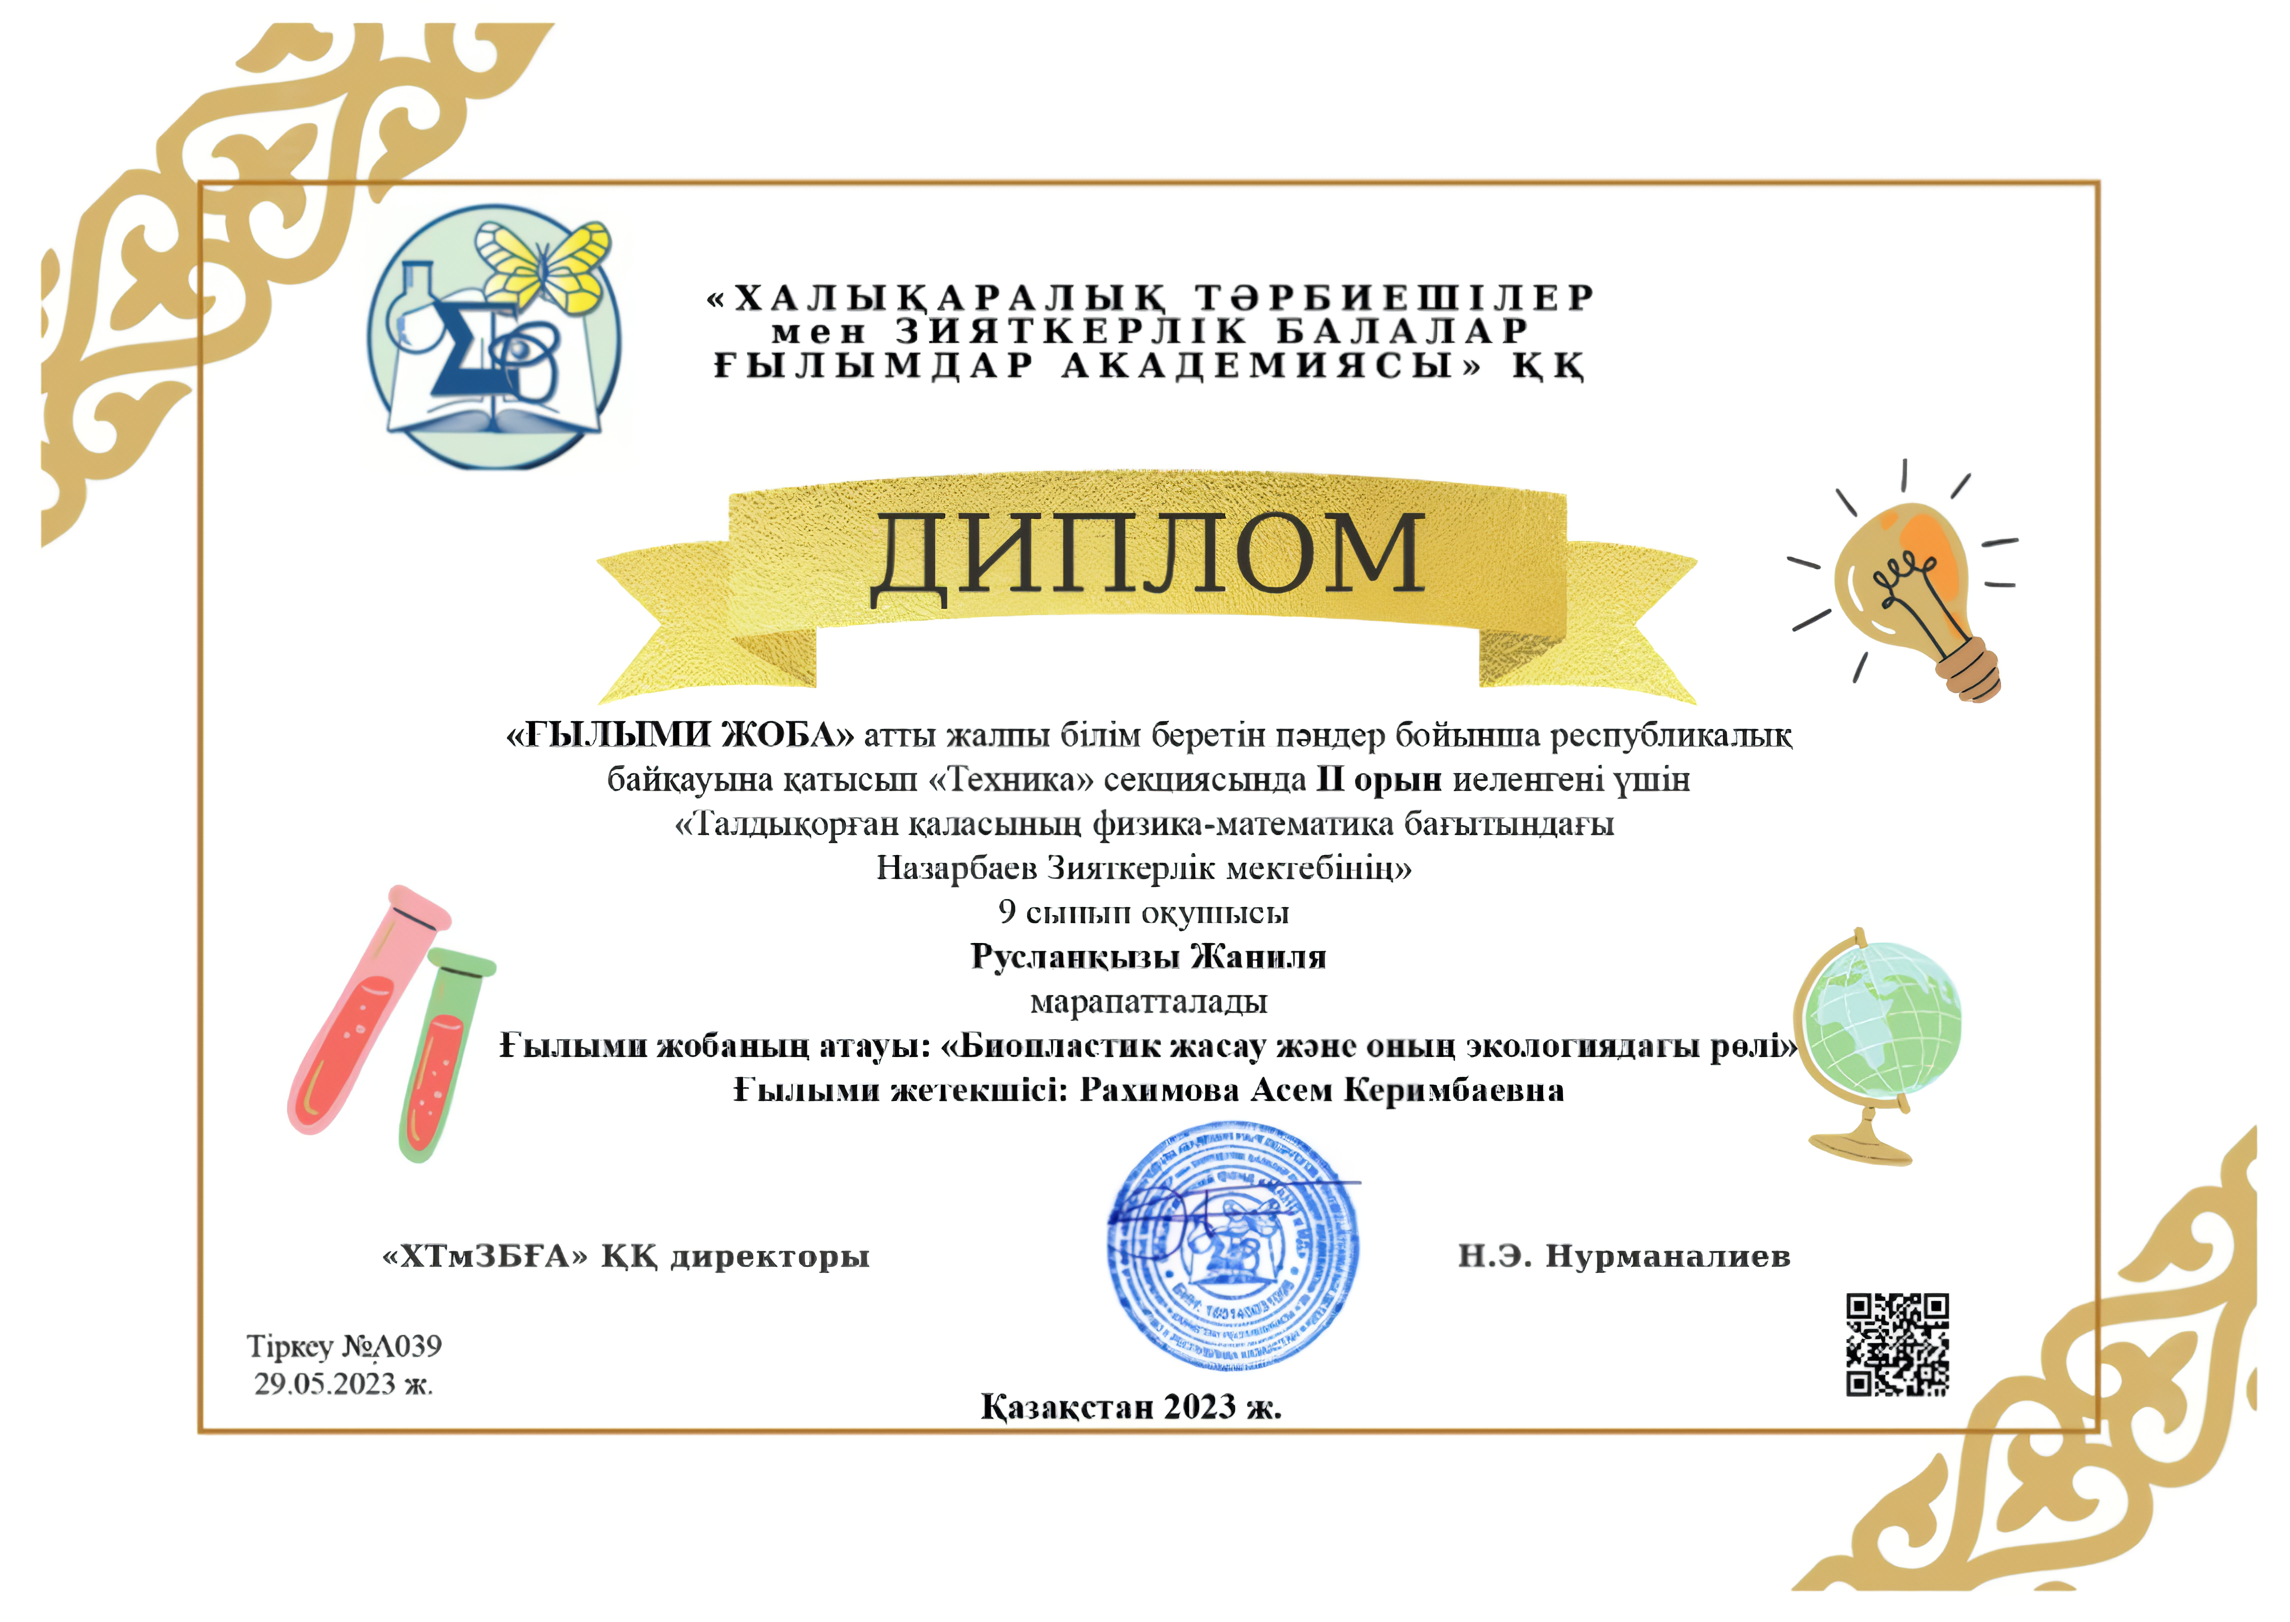 «ХАЛЫҚАРАЛЫҚ ТӘРБИЕШІЛЕР
мен ЗИЯТКЕРЛІК БАЛАЛАР
ҒЫЛЫМДАР АКАДЕМИЯСЫ» ҚҚ
ДИПЛОМ
«ҒЫЛЫМИ ЖОБА» атты жалпы білім беретін пәндер бойынша республикалық
байқауына қатысып «Техника» секциясында II орын иеленгені үшін
«Талдықорған қаласының физика-математика бағытындағы
Назарбаев Зияткерлік мектебінің»
9 сынып оқушысы
Русланқызы Жаниля
марапатталады
Ғылыми жобаның атауы: «Биопластик жасау және оның экологиядағы рөлі»
Ғылыми жетекшісі: Рахимова Асем Керимбаевна
«ХТмЗБҒА» ҚҚ директоры
Н.Э. Нурманалиев
Тіркеу №А039
29.05.2023 ж.
Қазақстан 2023 ж.